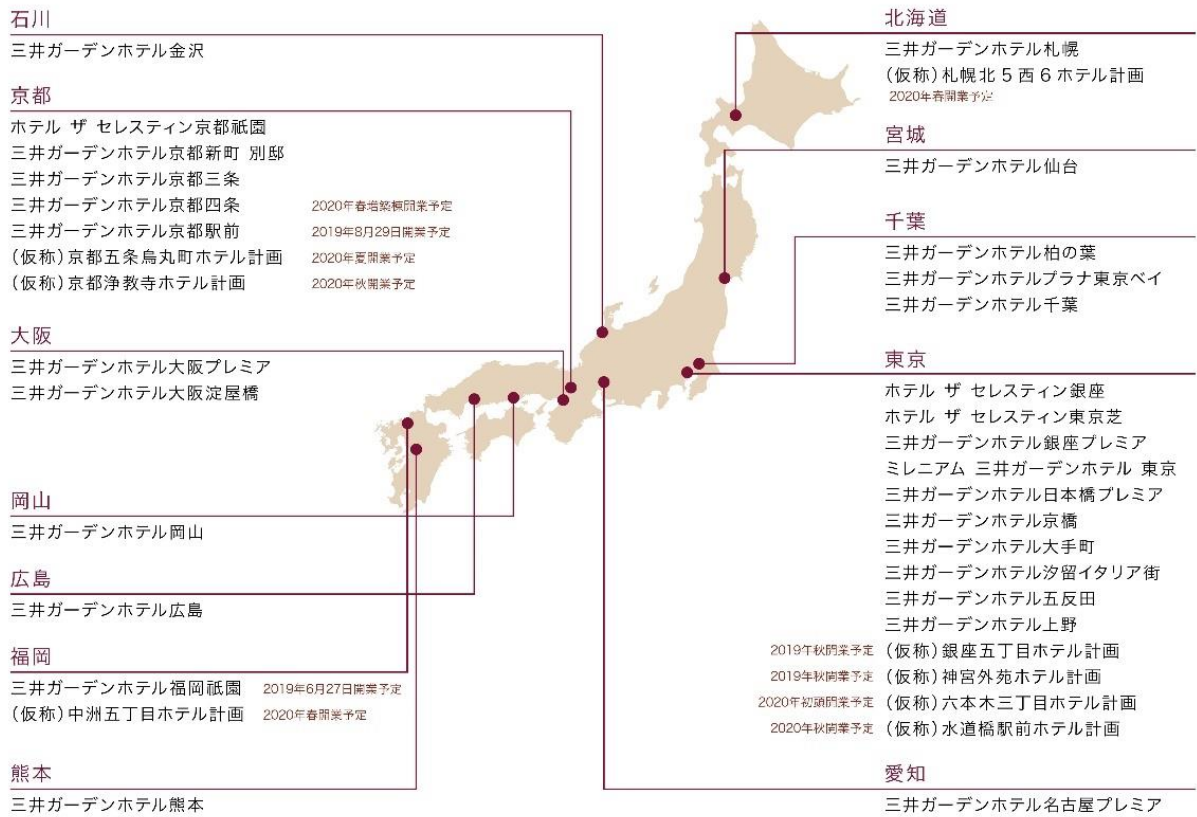 石川
三井ガーデンホテル金沢
京都
ホテル ザ セレスティン京都祇園
三井ガーデンホテル京都新町 別邸
三井ガーデンホテル京都三条
三井ガーデンホテル京都四条 2020年春増築棟開業予定
三井ガーデンホテル京都駅前 2019年8月29日開業予定
(仮称)京都五条烏丸町ホテル計画 2020年夏開業予定
(仮称)京都浄教寺ホテル計画 2020年秋開業予定
大阪
三井ガーデンホテル大阪プレミア
三井ガーデンホテル大阪淀屋橋
岡山
三井ガーデンホテル岡山
広島
三井ガーデンホテル広島
福岡
三井ガーデンホテル福岡祇園 2019年6月27日開業予定
(仮称)中洲五丁目ホテル計画 2020年春開業予定
熊本
三井ガーデンホテル熊本
北海道
三井ガーデンホテル札幌
(仮称)札幌北5西6ホテル計画
2020年春開業予定
宮城
三井ガーデンホテル仙台
千葉
三井ガーデンホテル柏の葉
三井ガーデンホテルプラナ東京ベイ
三井ガーデンホテル千葉
東京
ホテル ザ セレスティン銀座
ホテル ザ セレスティン東京芝
三井ガーデンホテル銀座プレミア
ミレニアム 三井ガーデンホテル 東京
三井ガーデンホテル日本橋プレミア
三井ガーデンホテル京橋
三井ガーデンホテル大手町
三井ガーデンホテル汐留イタリア街
三井ガーデンホテル五反田
三井ガーデンホテル上野
2019年秋開業予定 (仮称)銀座五丁目ホテル計画
2019年秋開業予定 (仮称)神宮外苑ホテル計画
2020年初頭開業予定 (仮称)六本木三丁目ホテル計画
2020年秋開業予定 (仮称)水道橋駅前ホテル計画
愛知
三井ガーデンホテル名古屋プレミア